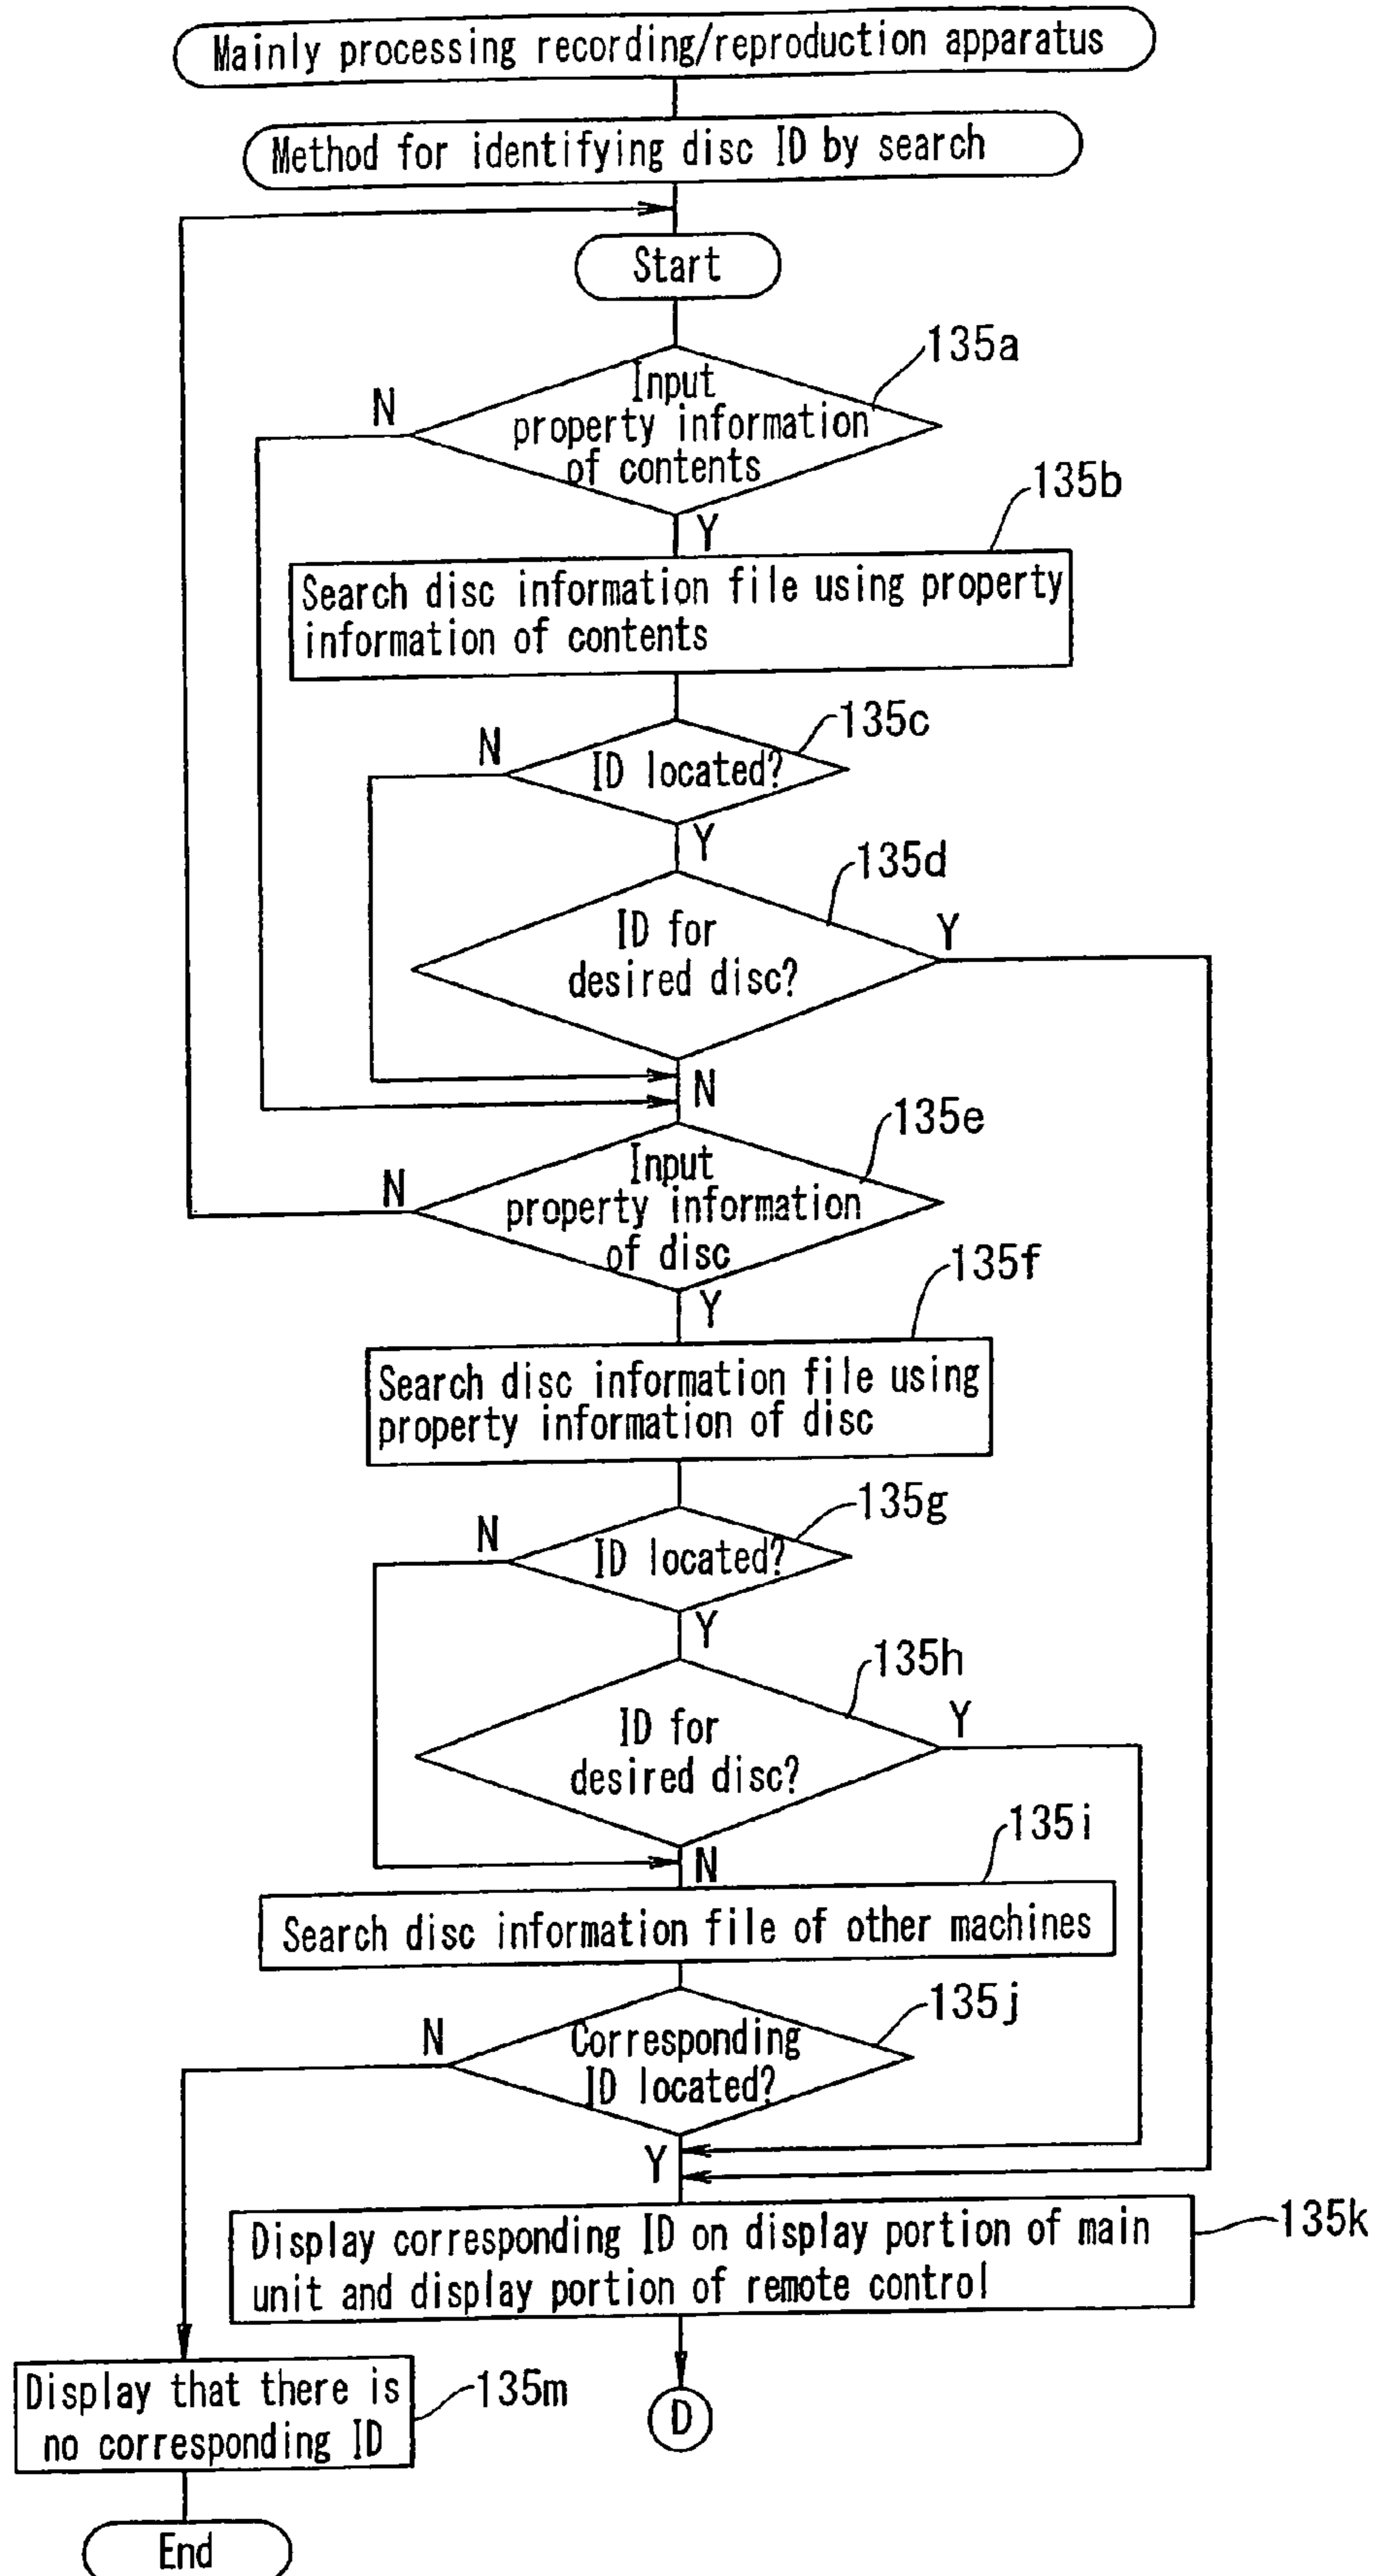 Mainly processing recording/reproduction apparatus
Method for identifying disc ID by search
Start
135a
Input
property information
of contents
N
Y
135b
Search disc information file using property
information of contents
135c
N
ID located?
Y
135d
ID for
desired disc?
Y
N
135e
Input
property information
of disc
N
Y
135f
Search disc information file using
property information of disc
135g
N
ID located?
Y
135h
ID for
desired disc?
Y
N
135i
Search disc information file of other machines
135j
N
Corresponding
ID located?
Y
135k
Display corresponding ID on display portion of main
unit and display portion of remote control
Display that there is
no corresponding ID
135m
D
End